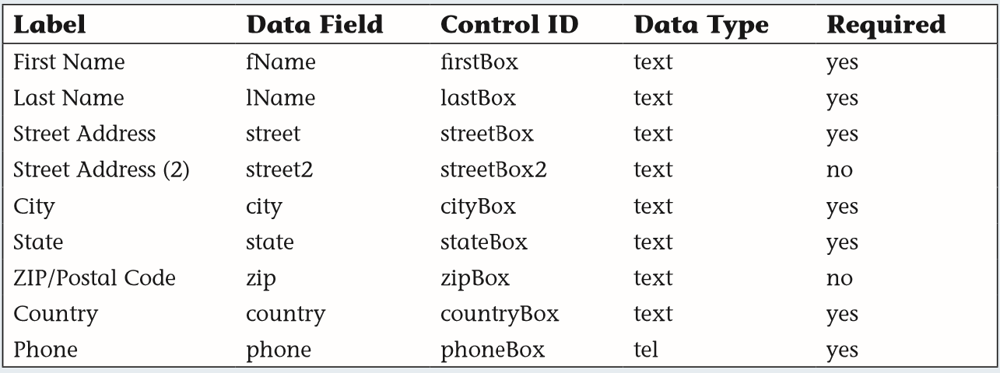 Label Data Field Control ID Data Type Required
First Name fName firstBox text yes
Last Name lName lastBox text yes
Street Address street streetBox text yes
Street Address (2) street2 streetBox2 text no
City city cityBox text yes
State state stateBox text yes
ZIP/Postal Code zip zipBox text no
Country country countryBox text yes
Phone phone phoneBox tel yes